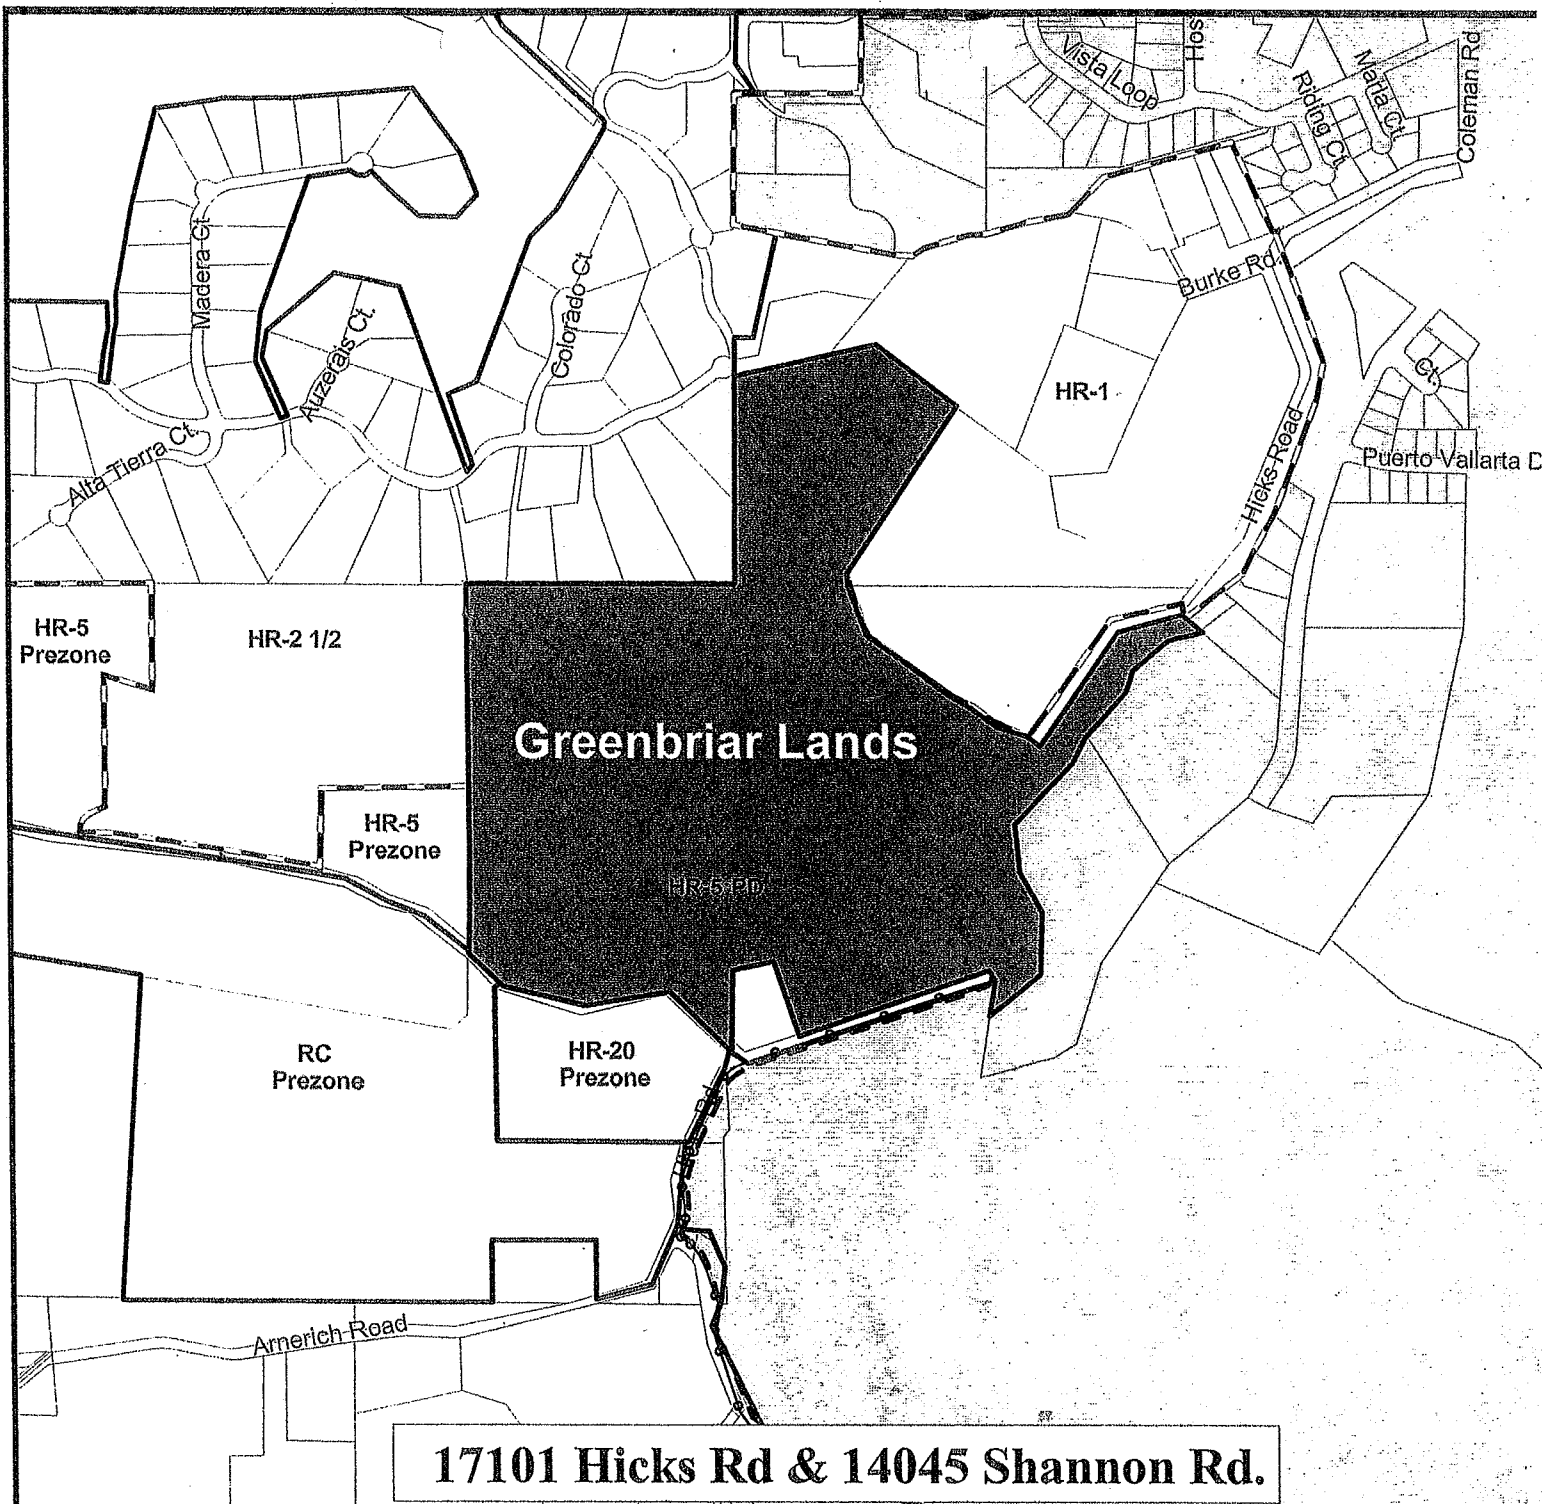 Vista Loop
Hos
Riding Ct.
Maria Ct.
Coleman Rd
Madera Ct
Auzerais Ct.
Colorado Ct.
Burke Rd.
Alta Tierra Ct.
HR-1
Hicks Road
Ct.
Puerto Vallarta D
HR-5
Prezone
HR-2 1/2
Greenbriar Lands
HR-5
Prezone
HR-5-PD
RC
Prezone
HR-20
Prezone
Rd
Arnerich Road
17101 Hicks Rd & 14045 Shannon Rd.